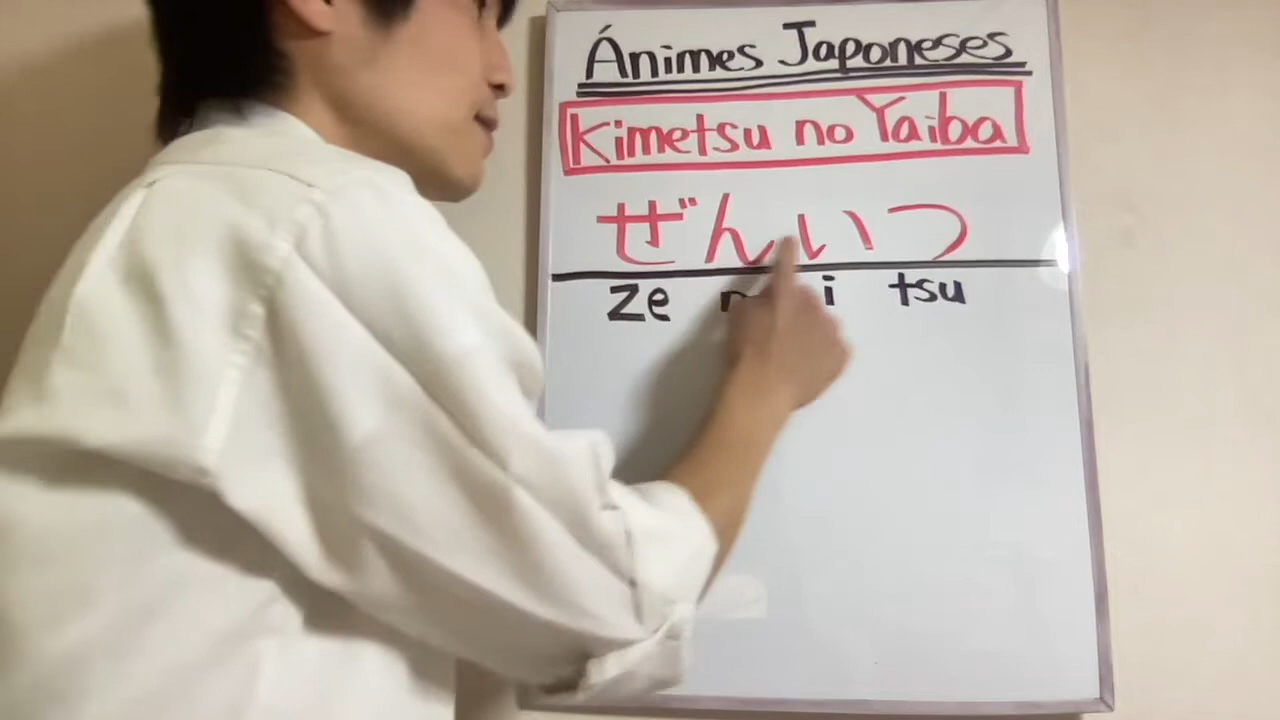 Ánimes Japoneses
Kimetsu no Yaiba
ぜんいつ
ze n i tsu